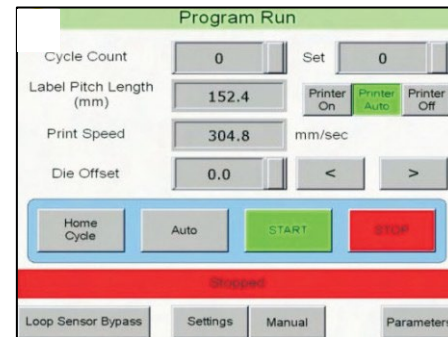 Program Run
Cycle Count 0 Set 0
Label Pitch Length (mm) 152.4 Printer On Printer Auto Printer Off
Print Speed 304.8 mm/sec
Die Offset 0.0 < >
Home Cycle Auto START STOP
Stopped
Loop Sensor Bypass Settings Manual Parameters